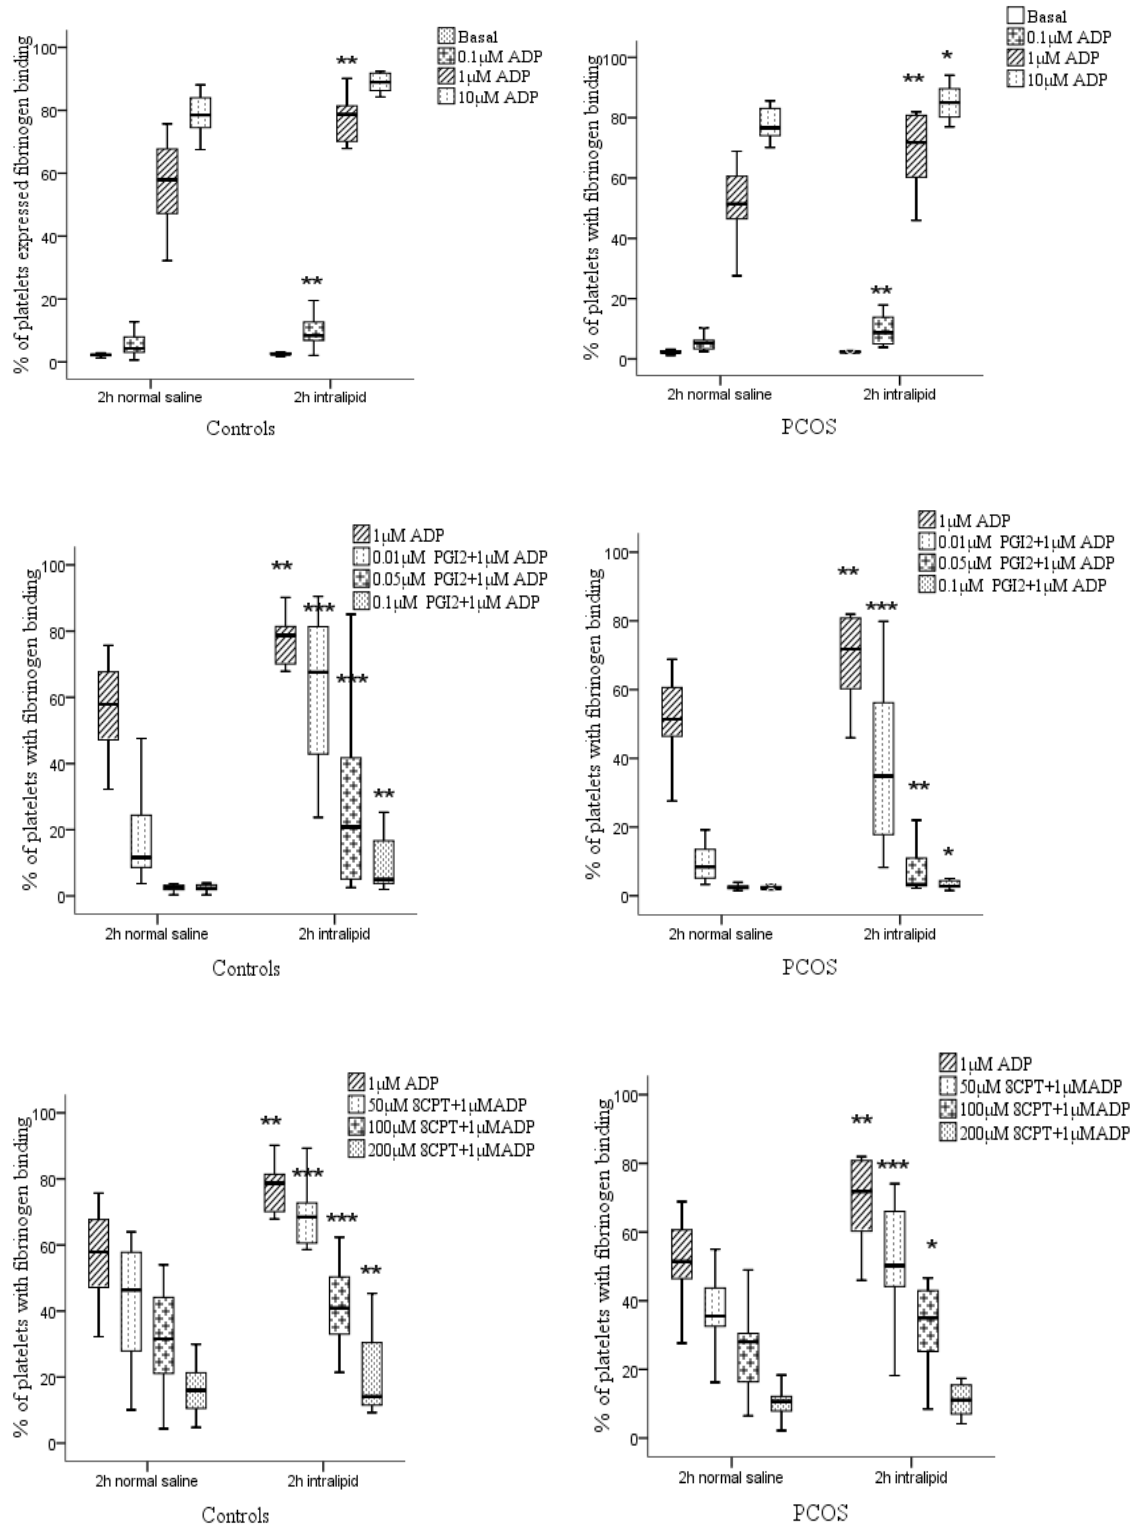 % of platelets expressed fibrinogen binding
100
80
60
40
20
0
**
**
Basal
0.1μM ADP
1μM ADP
10μM ADP
2h normal saline
2h intralipid
Controls
% of platelets with fibrinogen binding
100
80
60
40
20
0
**
**
*
Basal
0.1μM ADP
1μM ADP
10μM ADP
2h normal saline
2h intralipid
PCOS
% of platelets with fibrinogen binding
100
80
60
40
20
0
**
***
***
**
1μM ADP
0.01μM PGI2+1μM ADP
0.05μM PGI2+1μM ADP
0.1μM PGI2+1μM ADP
2h normal saline
2h intralipid
Controls
% of platelets with fibrinogen binding
100
80
60
40
20
0
**
***
**
*
1μM ADP
0.01μM PGI2+1μM ADP
0.05μM PGI2+1μM ADP
0.1μM PGI2+1μM ADP
2h normal saline
2h intralipid
PCOS
% of platelets with fibrinogen binding
100
80
60
40
20
0
**
***
***
**
1μM ADP
50μM 8CPT+1μMADP
100μM 8CPT+1μMADP
200μM 8CPT+1μMADP
2h normal saline
2h intralipid
Controls
% of platelets with fibrinogen binding
100
80
60
40
20
0
**
***
*
1μM ADP
50μM 8CPT+1μMADP
100μM 8CPT+1μMADP
200μM 8CPT+1μMADP
2h normal saline
2h intralipid
PCOS